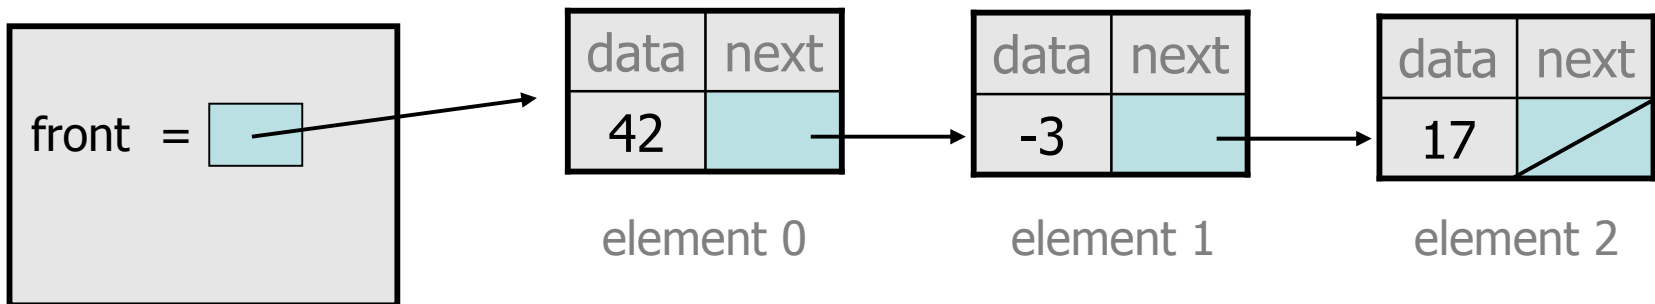 front =
data next
42
element 0
data next
-3
element 1
data next
17
element 2